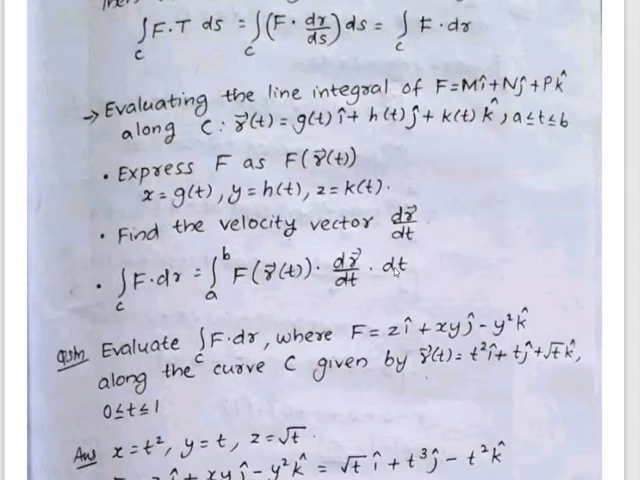 ∫_C F·T ds = ∫_C (F · dr/ds) ds = ∫_C F·dr
→ Evaluating the line integral of F=Mî+Nĵ+Pk̂
along C: r⃗(t) = g(t)î + h(t)ĵ + k(t)k̂, a≤t≤b
• Express F as F(r⃗(t))
x=g(t), y=h(t), z=k(t).
• Find the velocity vector dr⃗/dt
• ∫_C F·dr = ∫_a^b F(r⃗(t)) · dr⃗/dt · dt
Qstn Evaluate ∫_C F·dr, where F= zî + xyĵ - y²k̂
along the curve C given by r⃗(t)= t²î+ tĵ+√t k̂,
0≤t≤1
Ans x=t², y=t, z=√t.
î + xyĵ - y²k̂ = √t î + t³ĵ - t²k̂